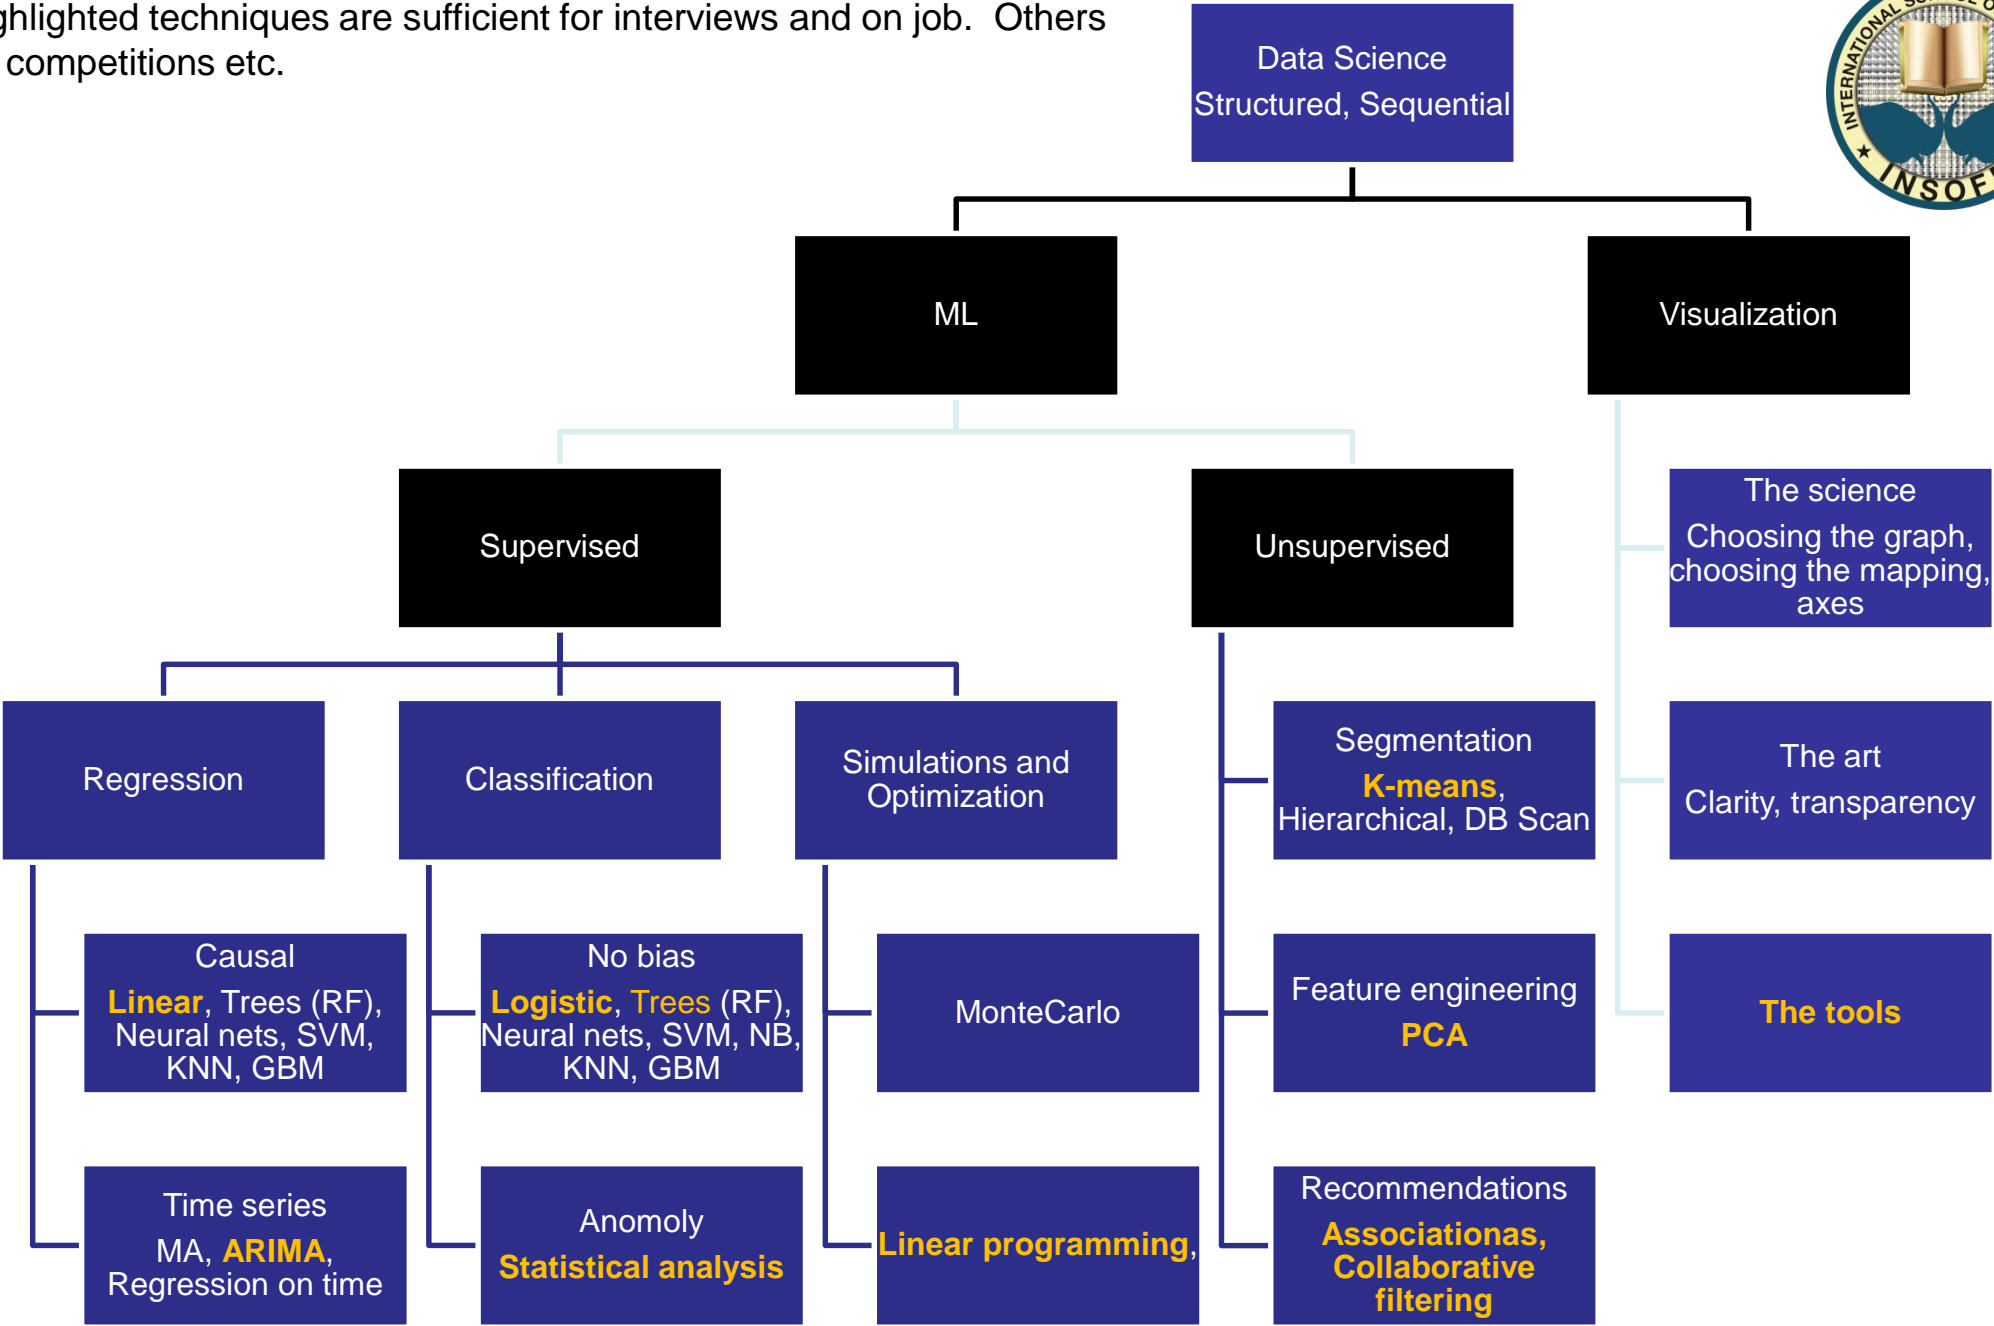 ghlighted techniques are sufficient for interviews and on job.  Others
competitions etc.
Data Science
Structured, Sequential
INTERNATIONAL
INSOFE
ML
Visualization
Supervised
Unsupervised
The science
Choosing the graph,
choosing the mapping,
axes
Regression
Classification
Simulations and
Optimization
Segmentation
K-means,
Hierarchical, DB Scan
The art
Clarity, transparency
Causal
Linear, Trees (RF),
Neural nets, SVM,
KNN, GBM
No bias
Logistic, Trees (RF),
Neural nets, SVM, NB,
KNN, GBM
MonteCarlo
Feature engineering
PCA
The tools
Time series
MA, ARIMA,
Regression on time
Anomoly
Statistical analysis
Linear programming,
Recommendations
Associationas,
Collaborative
filtering